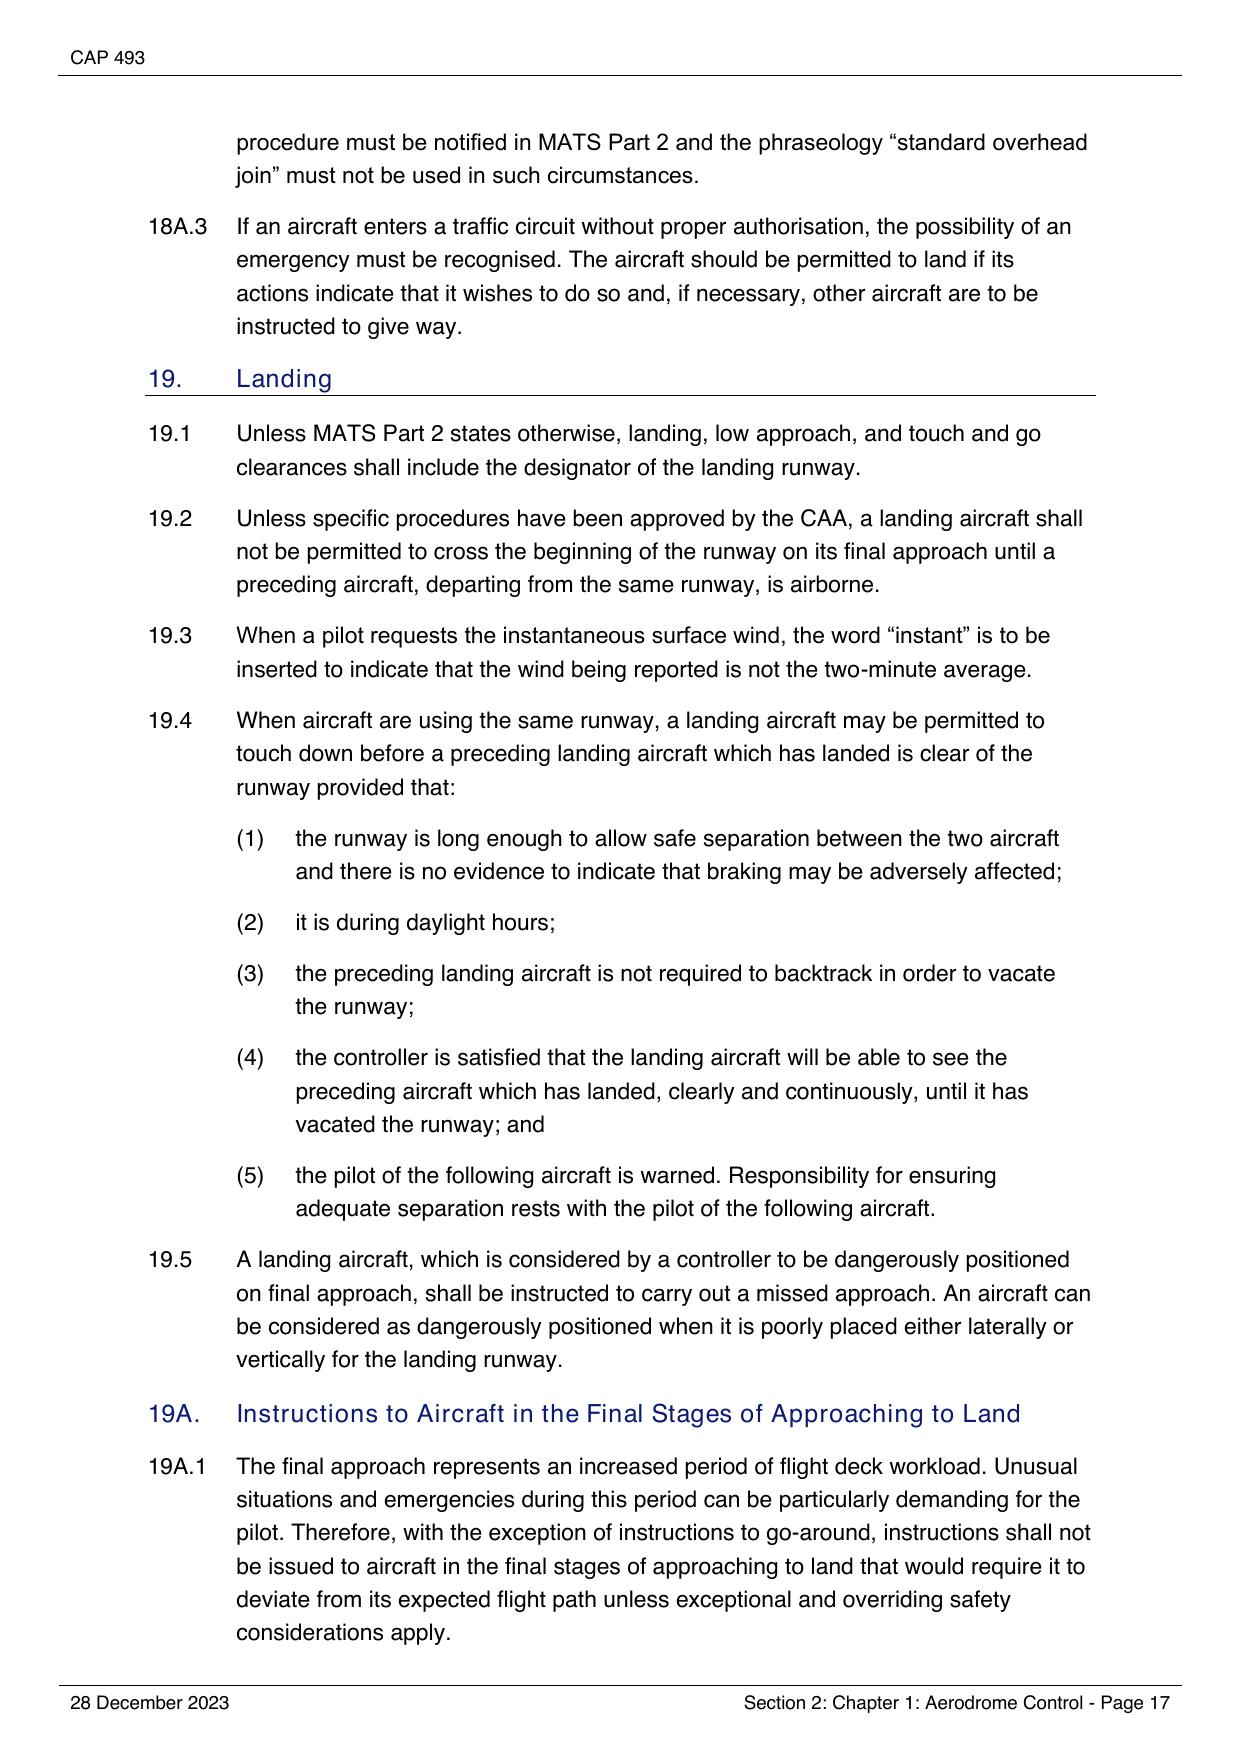 CAP 493
procedure must be notified in MATS Part 2 and the phraseology “standard overhead
join” must not be used in such circumstances.
18A.3 If an aircraft enters a traffic circuit without proper authorisation, the possibility of an
emergency must be recognised. The aircraft should be permitted to land if its
actions indicate that it wishes to do so and, if necessary, other aircraft are to be
instructed to give way.
19. Landing
19.1 Unless MATS Part 2 states otherwise, landing, low approach, and touch and go
clearances shall include the designator of the landing runway.
19.2 Unless specific procedures have been approved by the CAA, a landing aircraft shall
not be permitted to cross the beginning of the runway on its final approach until a
preceding aircraft, departing from the same runway, is airborne.
19.3 When a pilot requests the instantaneous surface wind, the word “instant” is to be
inserted to indicate that the wind being reported is not the two-minute average.
19.4 When aircraft are using the same runway, a landing aircraft may be permitted to
touch down before a preceding landing aircraft which has landed is clear of the
runway provided that:
(1) the runway is long enough to allow safe separation between the two aircraft
and there is no evidence to indicate that braking may be adversely affected;
(2) it is during daylight hours;
(3) the preceding landing aircraft is not required to backtrack in order to vacate
the runway;
(4) the controller is satisfied that the landing aircraft will be able to see the
preceding aircraft which has landed, clearly and continuously, until it has
vacated the runway; and
(5) the pilot of the following aircraft is warned. Responsibility for ensuring
adequate separation rests with the pilot of the following aircraft.
19.5 A landing aircraft, which is considered by a controller to be dangerously positioned
on final approach, shall be instructed to carry out a missed approach. An aircraft can
be considered as dangerously positioned when it is poorly placed either laterally or
vertically for the landing runway.
19A. Instructions to Aircraft in the Final Stages of Approaching to Land
19A.1 The final approach represents an increased period of flight deck workload. Unusual
situations and emergencies during this period can be particularly demanding for the
pilot. Therefore, with the exception of instructions to go-around, instructions shall not
be issued to aircraft in the final stages of approaching to land that would require it to
deviate from its expected flight path unless exceptional and overriding safety
considerations apply.
28 December 2023 Section 2: Chapter 1: Aerodrome Control - Page 17